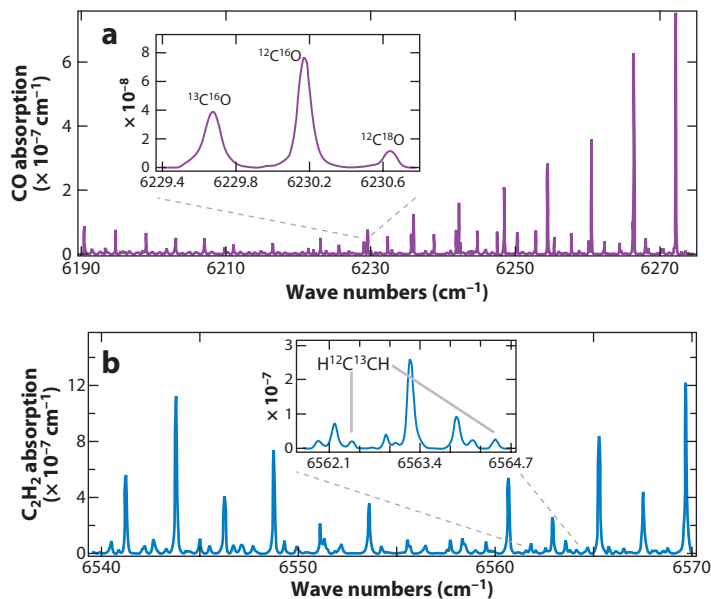 a
CO absorption
(× 10⁻⁷ cm⁻¹)
6
4
2
0
× 10⁻⁸
8
6
4
2
0
¹³C¹⁶O
¹²C¹⁶O
¹²C¹⁸O
6229.4 6229.8 6230.2 6230.6
6190 6210 6230 6250 6270
Wave numbers (cm⁻¹)
b
C₂H₂ absorption
(× 10⁻⁷ cm⁻¹)
12
8
4
0
× 10⁻⁷
3
2
1
0
H¹²C¹³CH
6562.1 6563.4 6564.7
6540 6550 6560 6570
Wave numbers (cm⁻¹)